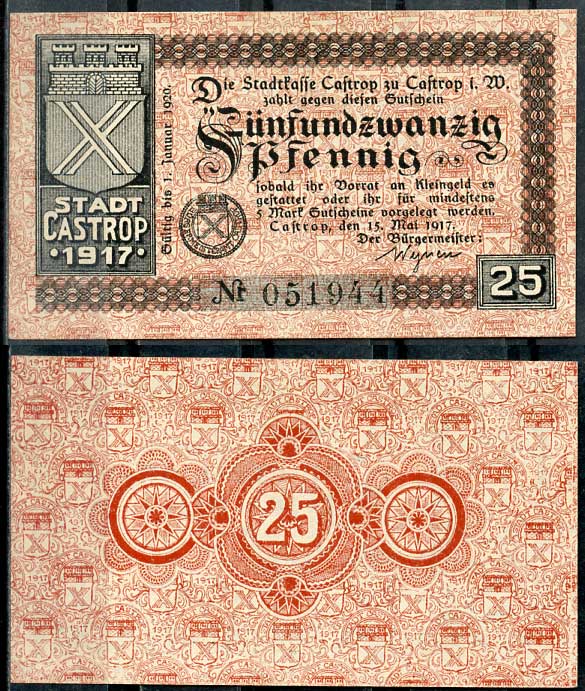 STADT
CASTROP
·1917·
Gültig bis 1. Januar 1920.
Die Stadtkasse Castrop zu Castrop i. W.
zahlt gegen diesen Gutschein
Fünfundzwanzig
Pfennig
sobald ihr Vorrat an Kleingeld es
gestattet oder ihr für mindestens
5 Mark Gutscheine vorgelegt werden.
Castrop, den 15. Mai 1917.
Der Bürgermeister:
Nr 051944
25
25